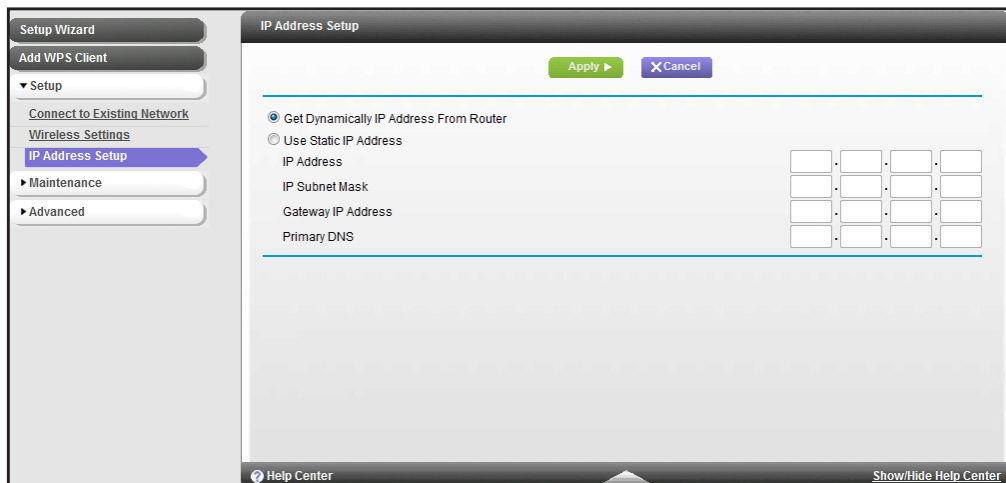 Setup Wizard
Add WPS Client
Setup
Connect to Existing Network
Wireless Settings
IP Address Setup
Maintenance
Advanced
IP Address Setup
Apply
X Cancel
Get Dynamically IP Address From Router
Use Static IP Address
IP Address . . .
IP Subnet Mask . . .
Gateway IP Address . . .
Primary DNS . . .
? Help Center
Show/Hide Help Center